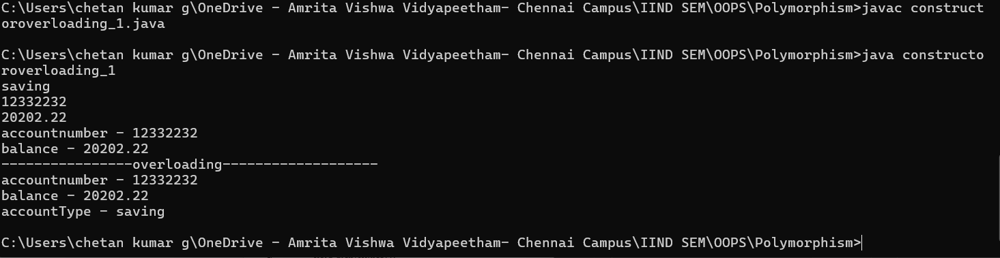 C:\Users\chetan kumar g\OneDrive - Amrita Vishwa Vidyapeetham- Chennai Campus\IIND SEM\OOPS\Polymorphism>javac construct
oroverloading_1.java
C:\Users\chetan kumar g\OneDrive - Amrita Vishwa Vidyapeetham- Chennai Campus\IIND SEM\OOPS\Polymorphism>java constructo
roverloading_1
saving
12332232
20202.22
accountnumber - 12332232
balance - 20202.22
----------------overloading-------------------
accountnumber - 12332232
balance - 20202.22
accountType - saving
C:\Users\chetan kumar g\OneDrive - Amrita Vishwa Vidyapeetham- Chennai Campus\IIND SEM\OOPS\Polymorphism>